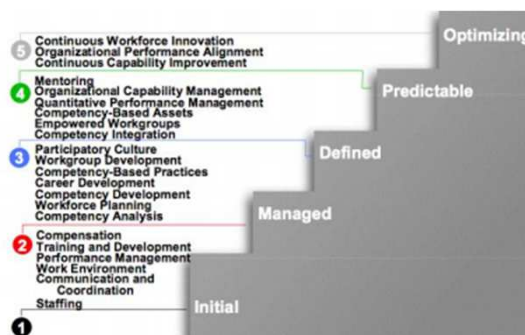 Optimizing
5
Continuous Workforce Innovation
Organizational Performance Alignment
Continuous Capability Improvement
Predictable
4
Mentoring
Organizational Capability Management
Quantitative Performance Management
Competency-Based Assets
Empowered Workgroups
Competency Integration
Defined
3
Participatory Culture
Workgroup Development
Competency-Based Practices
Career Development
Competency Development
Workforce Planning
Competency Analysis
Managed
2
Compensation
Training and Development
Performance Management
Work Environment
Communication and
Coordination
Staffing
Initial
1